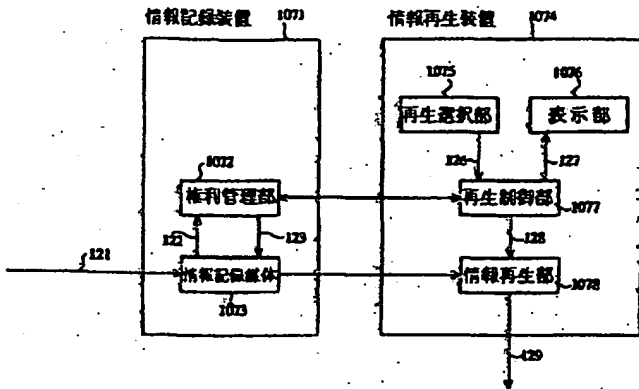 情報記録装置 1071
情報再生装置 1074
1075 1076
再生選択部 表示部
1072 126 127
権利管理部 再生制御部
1077
122 123 128
121
情報記録媒体 情報再生部
1073 1078
129